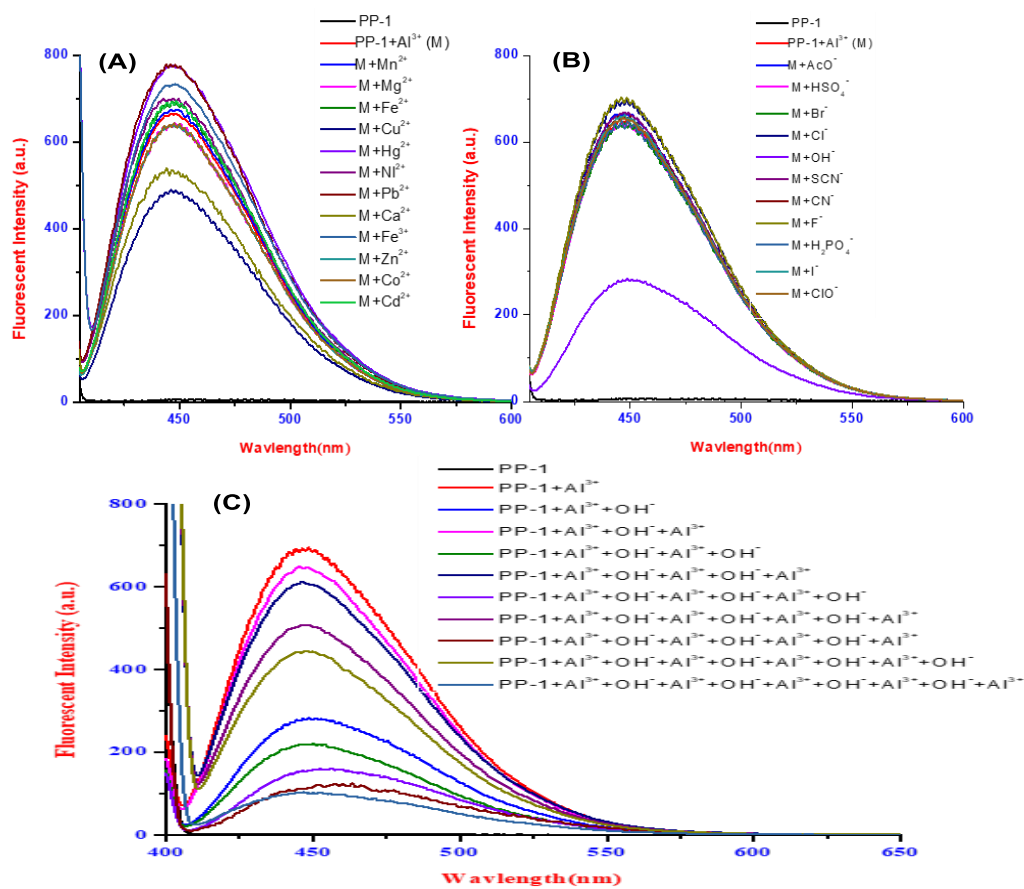 (A)
PP-1
PP-1+Al³⁺ (M)
M+Mn²⁺
M+Mg²⁺
M+Fe²⁺
M+Cu²⁺
M+Hg²⁺
M+NI²⁺
M+Pb²⁺
M+Ca²⁺
M+Fe³⁺
M+Zn²⁺
M+Co²⁺
M+Cd²⁺
Fluorescent Intensity (a.u.)
800
600
400
200
0
450
500
550
600
Wavlength(nm)
(B)
PP-1
PP-1+Al³⁺ (M)
M+AcO⁻
M+HSO₄⁻
M+Br⁻
M+Cl⁻
M+OH⁻
M+SCN⁻
M+CN⁻
M+F⁻
M+H₂PO₄⁻
M+I⁻
M+ClO⁻
Fluorescent Intensity (a.u.)
800
600
400
200
0
450
500
550
600
Wavlength(nm)
(C)
PP-1
PP-1+Al³⁺
PP-1+Al³⁺+OH⁻
PP-1+Al³⁺+OH⁻+Al³⁺
PP-1+Al³⁺+OH⁻+Al³⁺+OH⁻
PP-1+Al³⁺+OH⁻+Al³⁺+OH⁻+Al³⁺
PP-1+Al³⁺+OH⁻+Al³⁺+OH⁻+Al³⁺+OH⁻
PP-1+Al³⁺+OH⁻+Al³⁺+OH⁻+Al³⁺+OH⁻+Al³⁺
PP-1+Al³⁺+OH⁻+Al³⁺+OH⁻+Al³⁺+OH⁻+Al³⁺
PP-1+Al³⁺+OH⁻+Al³⁺+OH⁻+Al³⁺+OH⁻+Al³⁺+OH⁻
PP-1+Al³⁺+OH⁻+Al³⁺+OH⁻+Al³⁺+OH⁻+Al³⁺+OH⁻+Al³⁺
Fluorescent Intensity (a.u.)
800
600
400
200
0
400
450
500
550
600
650
Wavlength(nm)